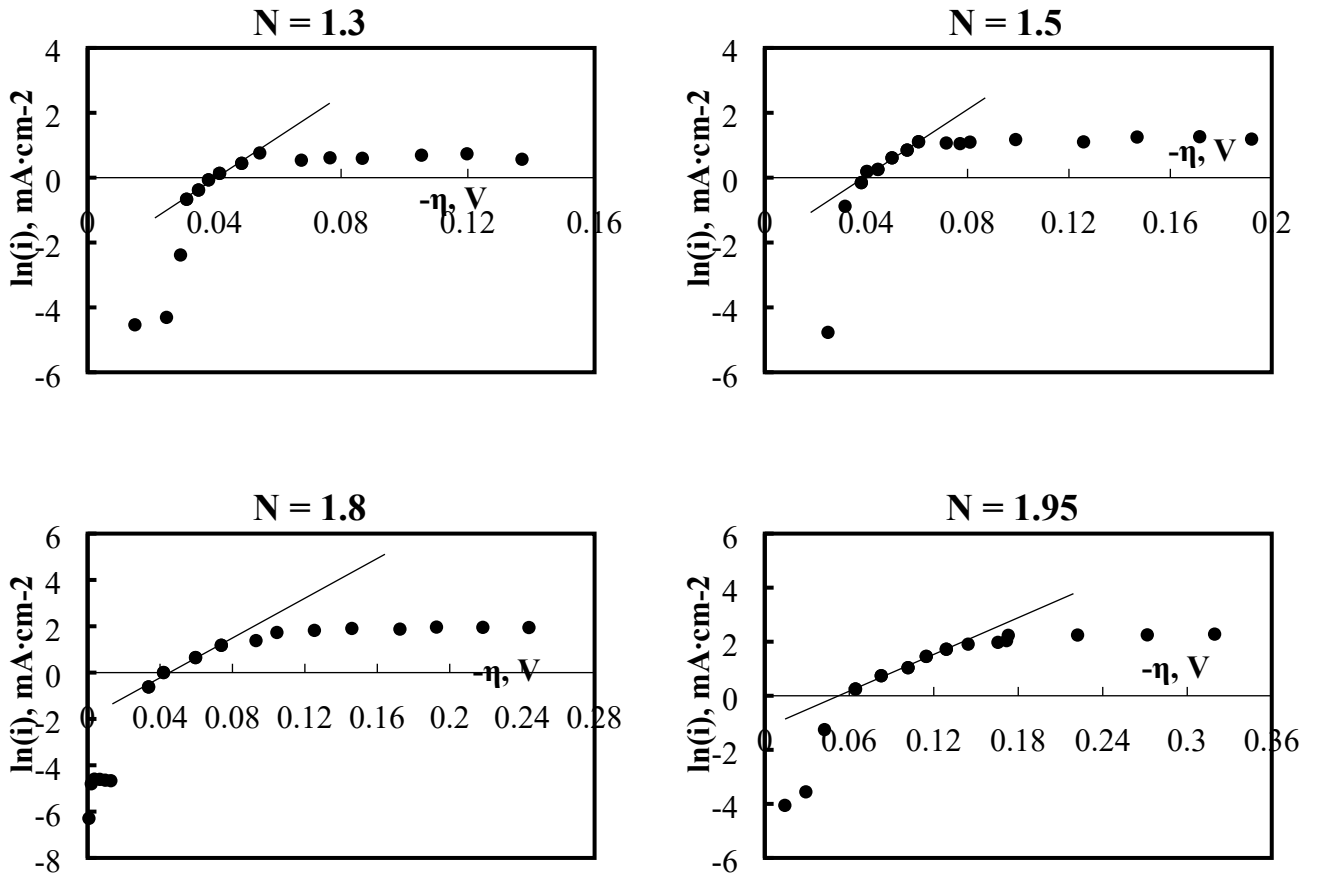 N = 1.3
4
2
0
-2
-4
-6
ln(i), mA·cm-2
0 0.04 0.08 0.12 0.16
-η, V
N = 1.5
4
2
0
-2
-4
-6
ln(i), mA·cm-2
0 0.04 0.08 0.12 0.16 0.2
-η, V
N = 1.8
6
4
2
0
-2
-4
-6
-8
ln(i), mA·cm-2
0 0.04 0.08 0.12 0.16 0.2 0.24 0.28
-η, V
N = 1.95
6
4
2
0
-2
-4
-6
ln(i), mA·cm-2
0 0.06 0.12 0.18 0.24 0.3 0.36
-η, V